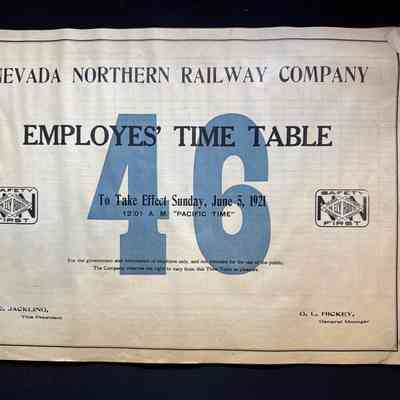 NEVADA NORTHERN RAILWAY COMPANY
46
EMPLOYES' TIME TABLE
To Take Effect Sunday, June 5, 1921
12:01 A. M. "PACIFIC TIME"
SAFETY
FIRST
SAFETY
FIRST
For the government and information of employes only, and not intended for the use of the public.
The Company reserves the right to vary from this Time Table at pleasure.
C. JACKLING,
Vice President
O. L. HICKEY,
General Manager